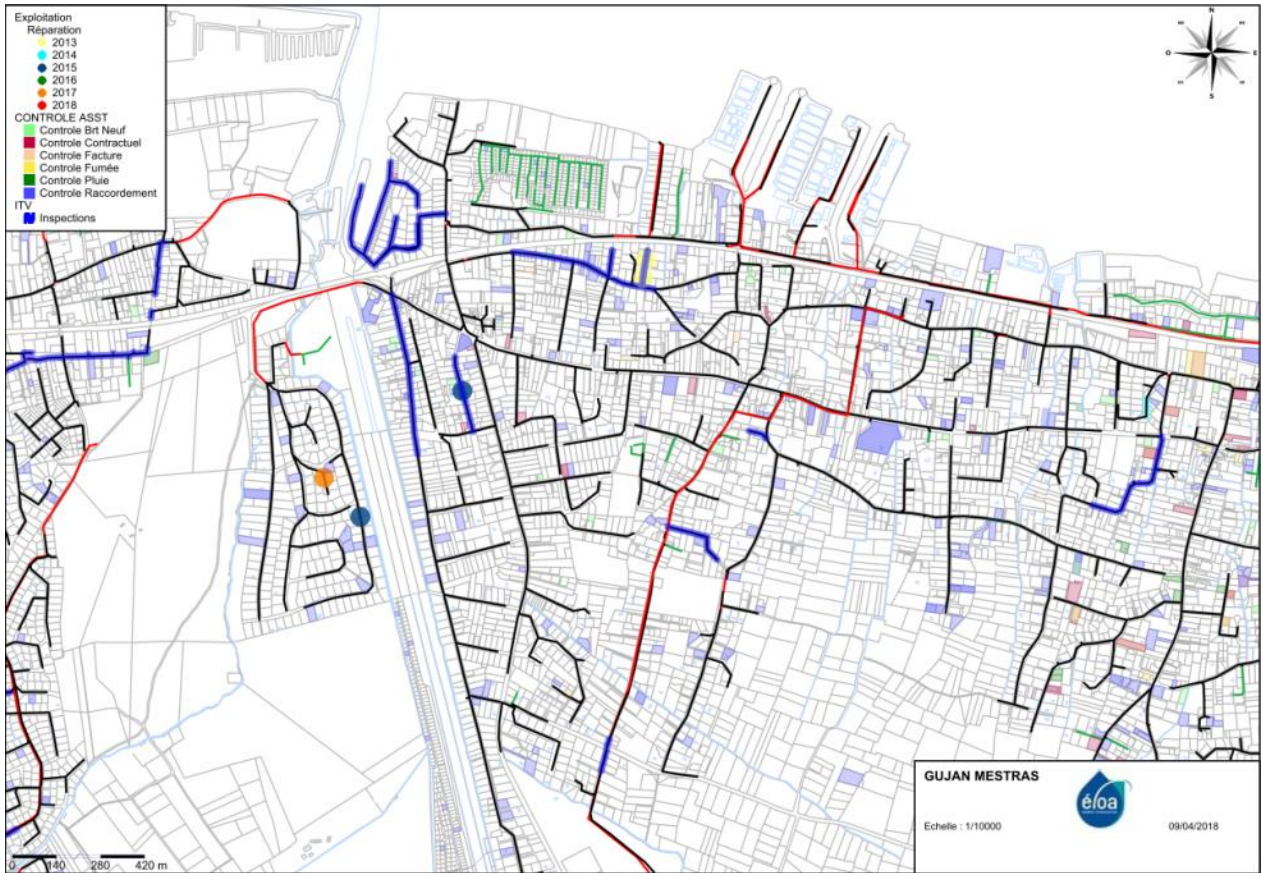 Exploitation
Réparation
2013
2014
2015
2016
2017
2018
CONTROLE ASST
Controle Brt Neuf
Controle Contractuel
Controle Facture
Controle Fumée
Controle Pluie
Controle Raccordement
ITV
Inspections
N
O
E
S
GUJAN MESTRAS
éloa
Echelle : 1/10000
09/04/2018
0 140 280 420 m